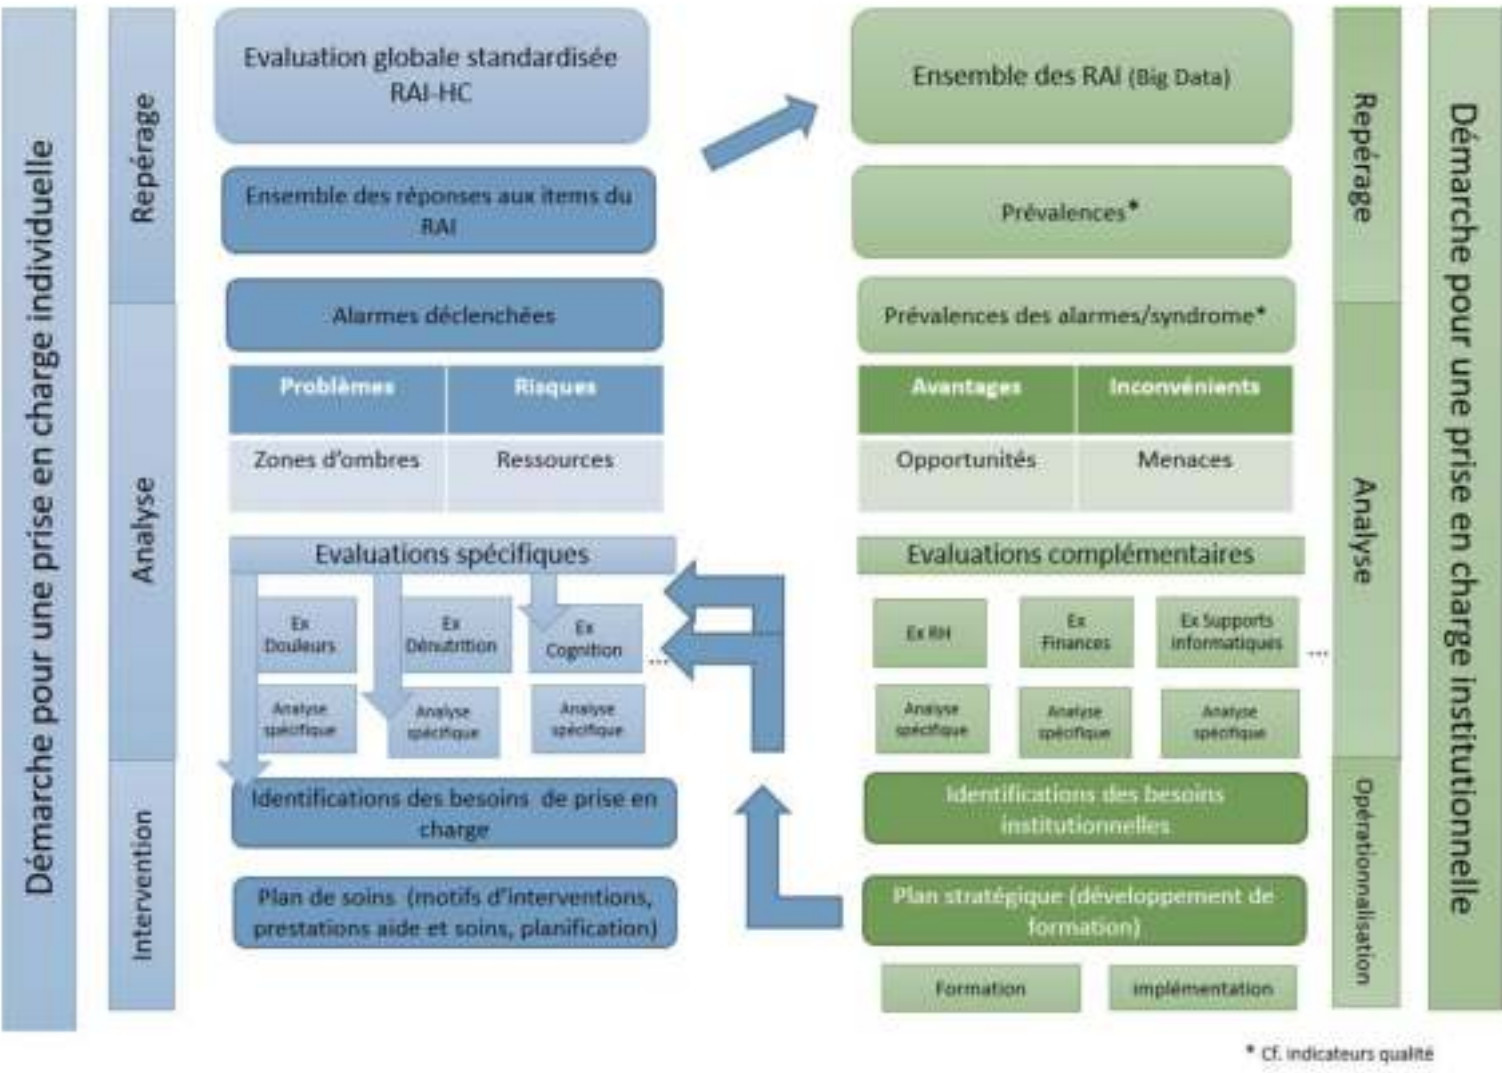 Démarche pour une prise en charge individuelle
Repérage
Analyse
Intervention
Evaluation globale standardisée
RAI-HC
Ensemble des réponses aux items du
RAI
Alarmes déclenchées
Problèmes
Risques
Zones d'ombres
Ressources
Evaluations spécifiques
Ex
Douleurs
Ex
Dénutrition
Ex
Cognition
...
Analyse
spécifique
Analyse
spécifique
Analyse
spécifique
Identifications des besoins de prise en
charge
Plan de soins (motifs d'interventions,
prestations aide et soins, planification)
Ensemble des RAI (Big Data)
Prévalences*
Prévalences des alarmes/syndrome*
Avantages
Inconvénients
Opportunités
Menaces
Evaluations complémentaires
Ex RH
Ex
Finances
Ex Supports
informatiques
...
Analyse
spécifique
Analyse
spécifique
Analyse
spécifique
Identifications des besoins
institutionnelles
Plan stratégique (développement de
formation)
Formation
implémentation
Repérage
Analyse
Opérationnalisation
Démarche pour une prise en charge institutionnelle
* Cf. indicateurs qualité